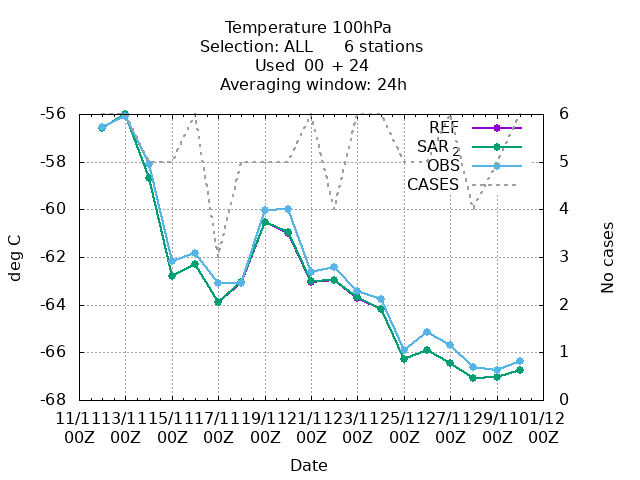 Temperature 100hPa
Selection: ALL 6 stations
Used 00 + 24
Averaging window: 24h
-56
-58
-60
-62
-64
-66
-68
deg C
6
5
4
3
2
1
0
No cases
REF
SAR 2
OBS
CASES
11/11 13/11 15/11 17/11 19/11 21/11 23/11 25/11 27/11 29/11 01/12
00Z 00Z 00Z 00Z 00Z 00Z 00Z 00Z 00Z 00Z 00Z
Date